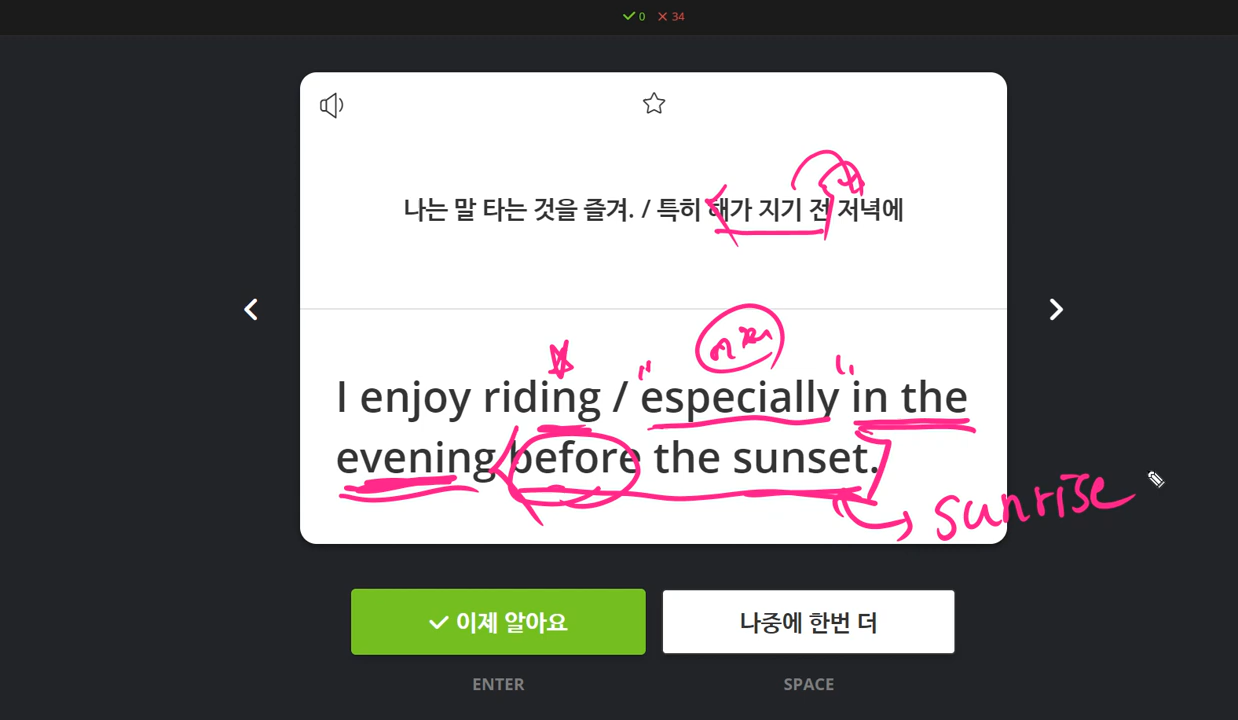 0 34
나는 말 타는 것을 즐겨. / 특히 해가 지기 전 저녁에
I enjoy riding / especially in the
evening before the sunset.
sunrise
이제 알아요 나중에 한번 더
ENTER SPACE